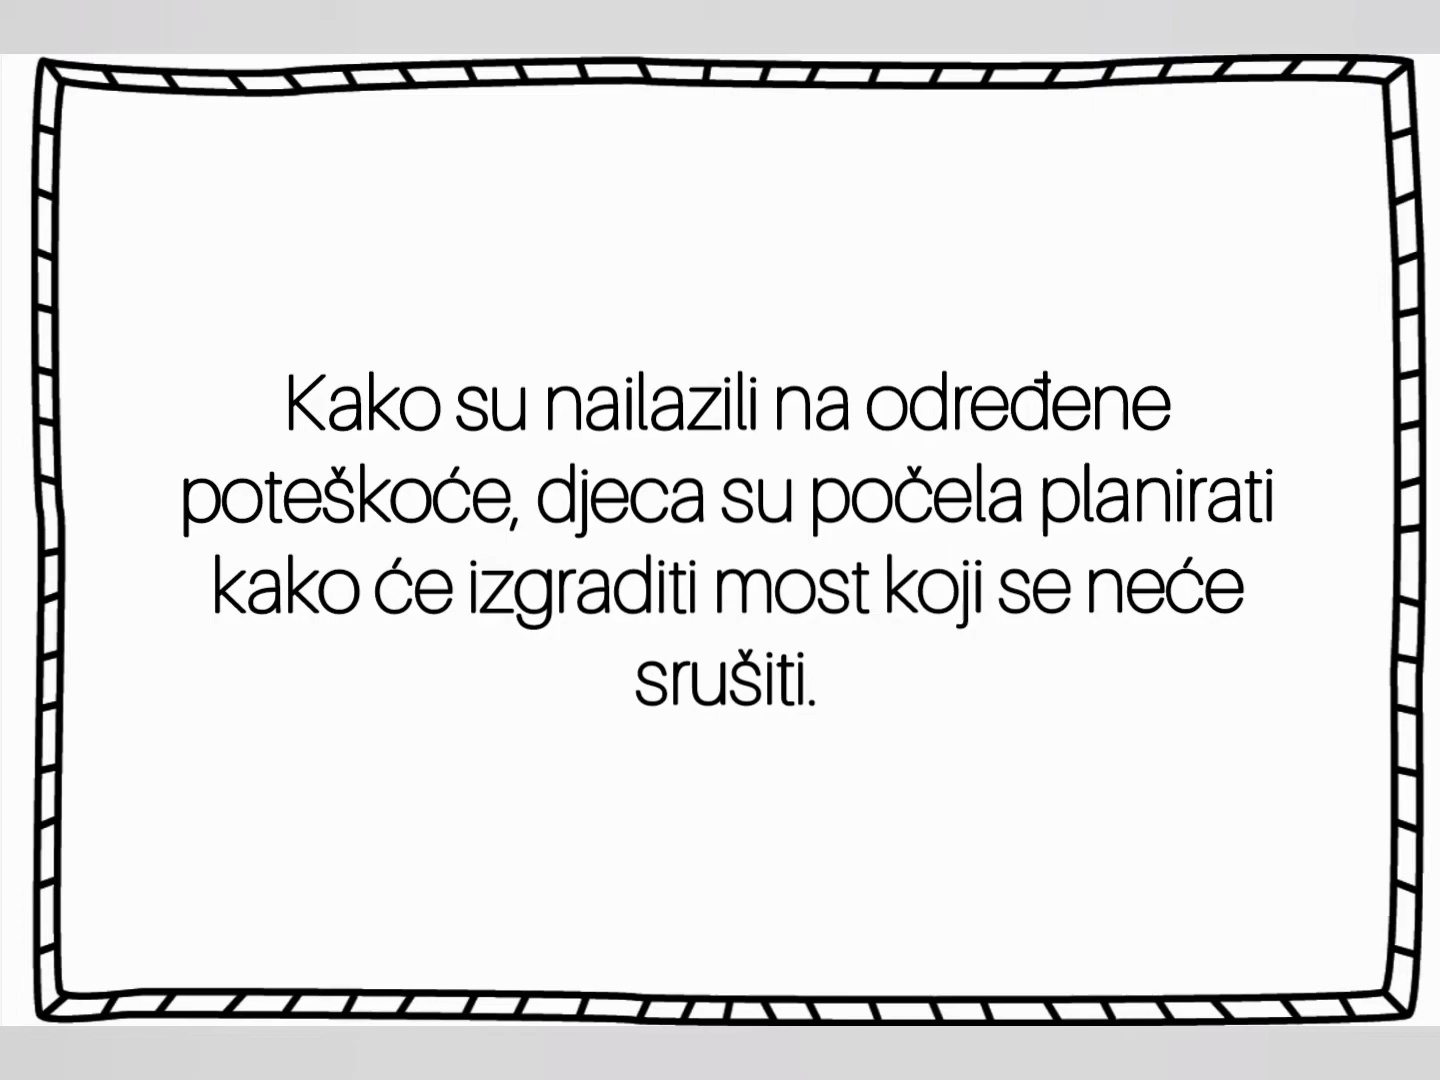 Kako su nailazili na određene
poteškoće, djeca su počela planirati
kako će izgraditi most koji se neće
srušiti.